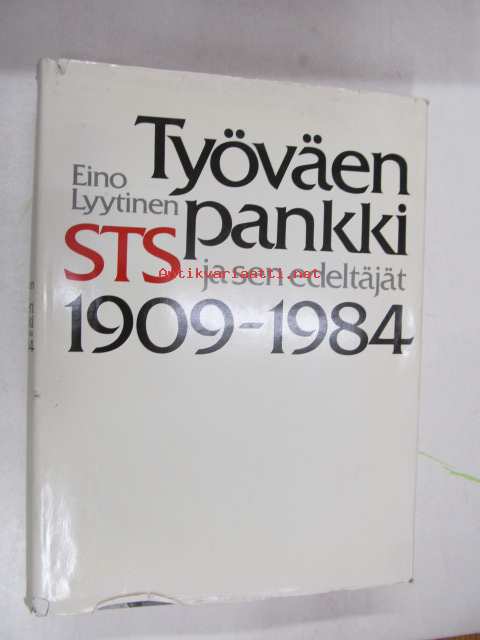 Työväen
Eino
Lyytinen
pankki
STS
ja sen edeltäjät
Antikvariaatti.net
1909-1984